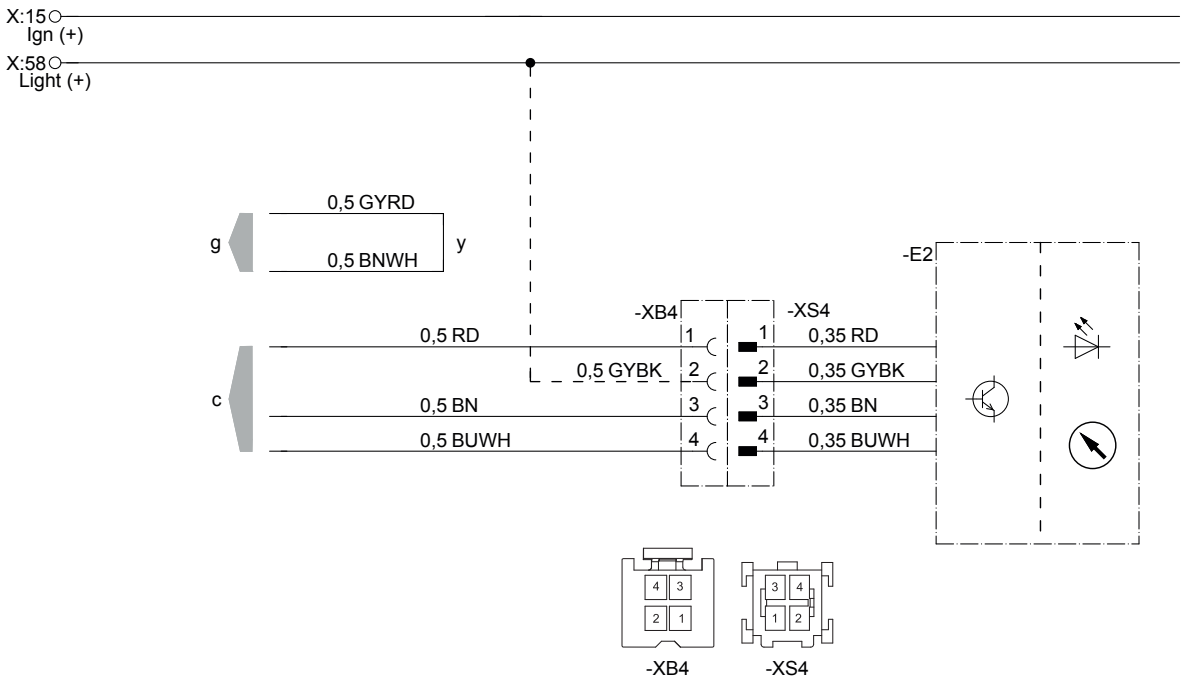 X:15
Ign (+)
X:58
Light (+)
0,5 GYRD
g
y
0,5 BNWH
-E2
-XB4
-XS4
0,5 RD
1
1
0,35 RD
0,5 GYBK
2
2
0,35 GYBK
c
0,5 BN
3
3
0,35 BN
0,5 BUWH
4
4
0,35 BUWH
4 3
3 4
2 1
1 2
-XB4
-XS4